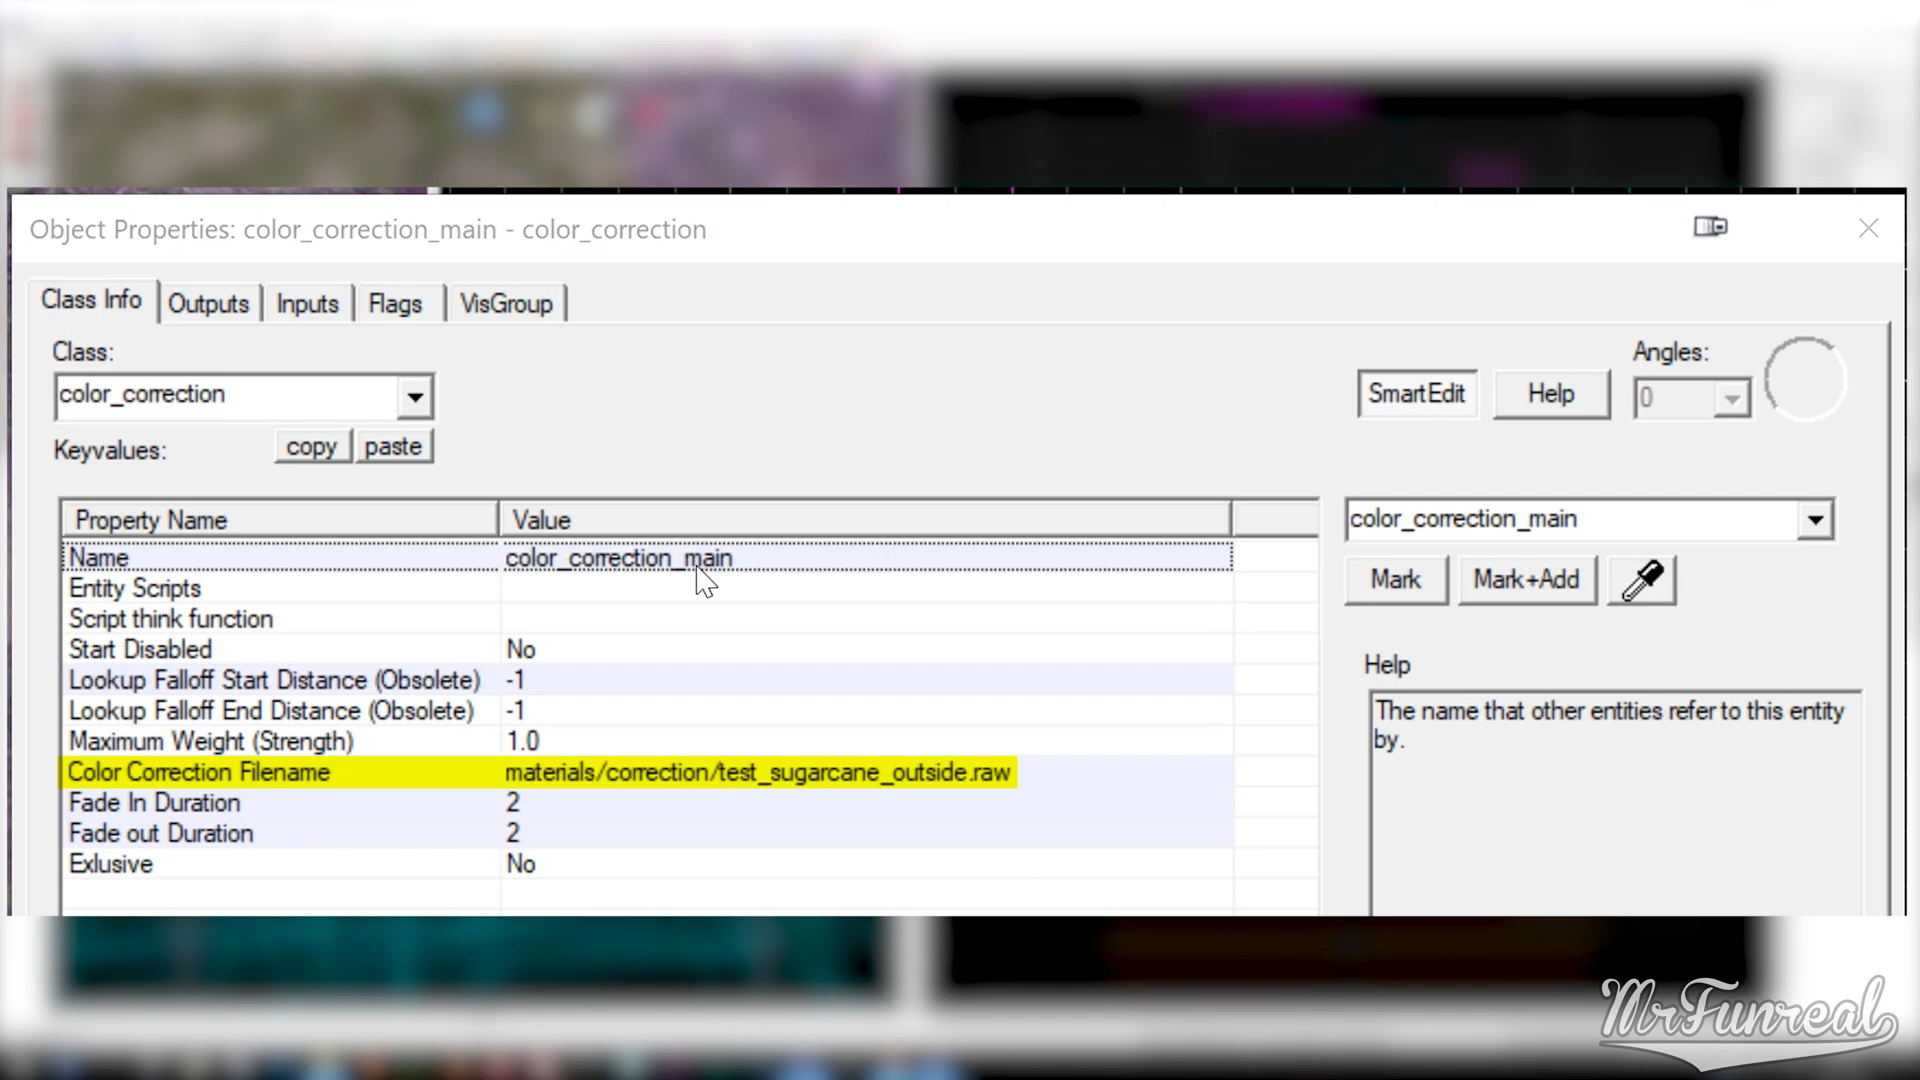 Object Properties: color_correction_main - color_correction
Class Info Outputs Inputs Flags VisGroup
Class:
color_correction
Keyvalues: copy paste
SmartEdit Help
Angles:
0
Property Name Value
Name color_correction_main
Entity Scripts
Script think function
Start Disabled No
Lookup Falloff Start Distance (Obsolete) -1
Lookup Falloff End Distance (Obsolete) -1
Maximum Weight (Strength) 1.0
Color Correction Filename materials/correction/test_sugarcane_outside.raw
Fade In Duration 2
Fade out Duration 2
Exlusive No
color_correction_main
Mark Mark+Add
Help
The name that other entities refer to this entity
by.
MrFunreal